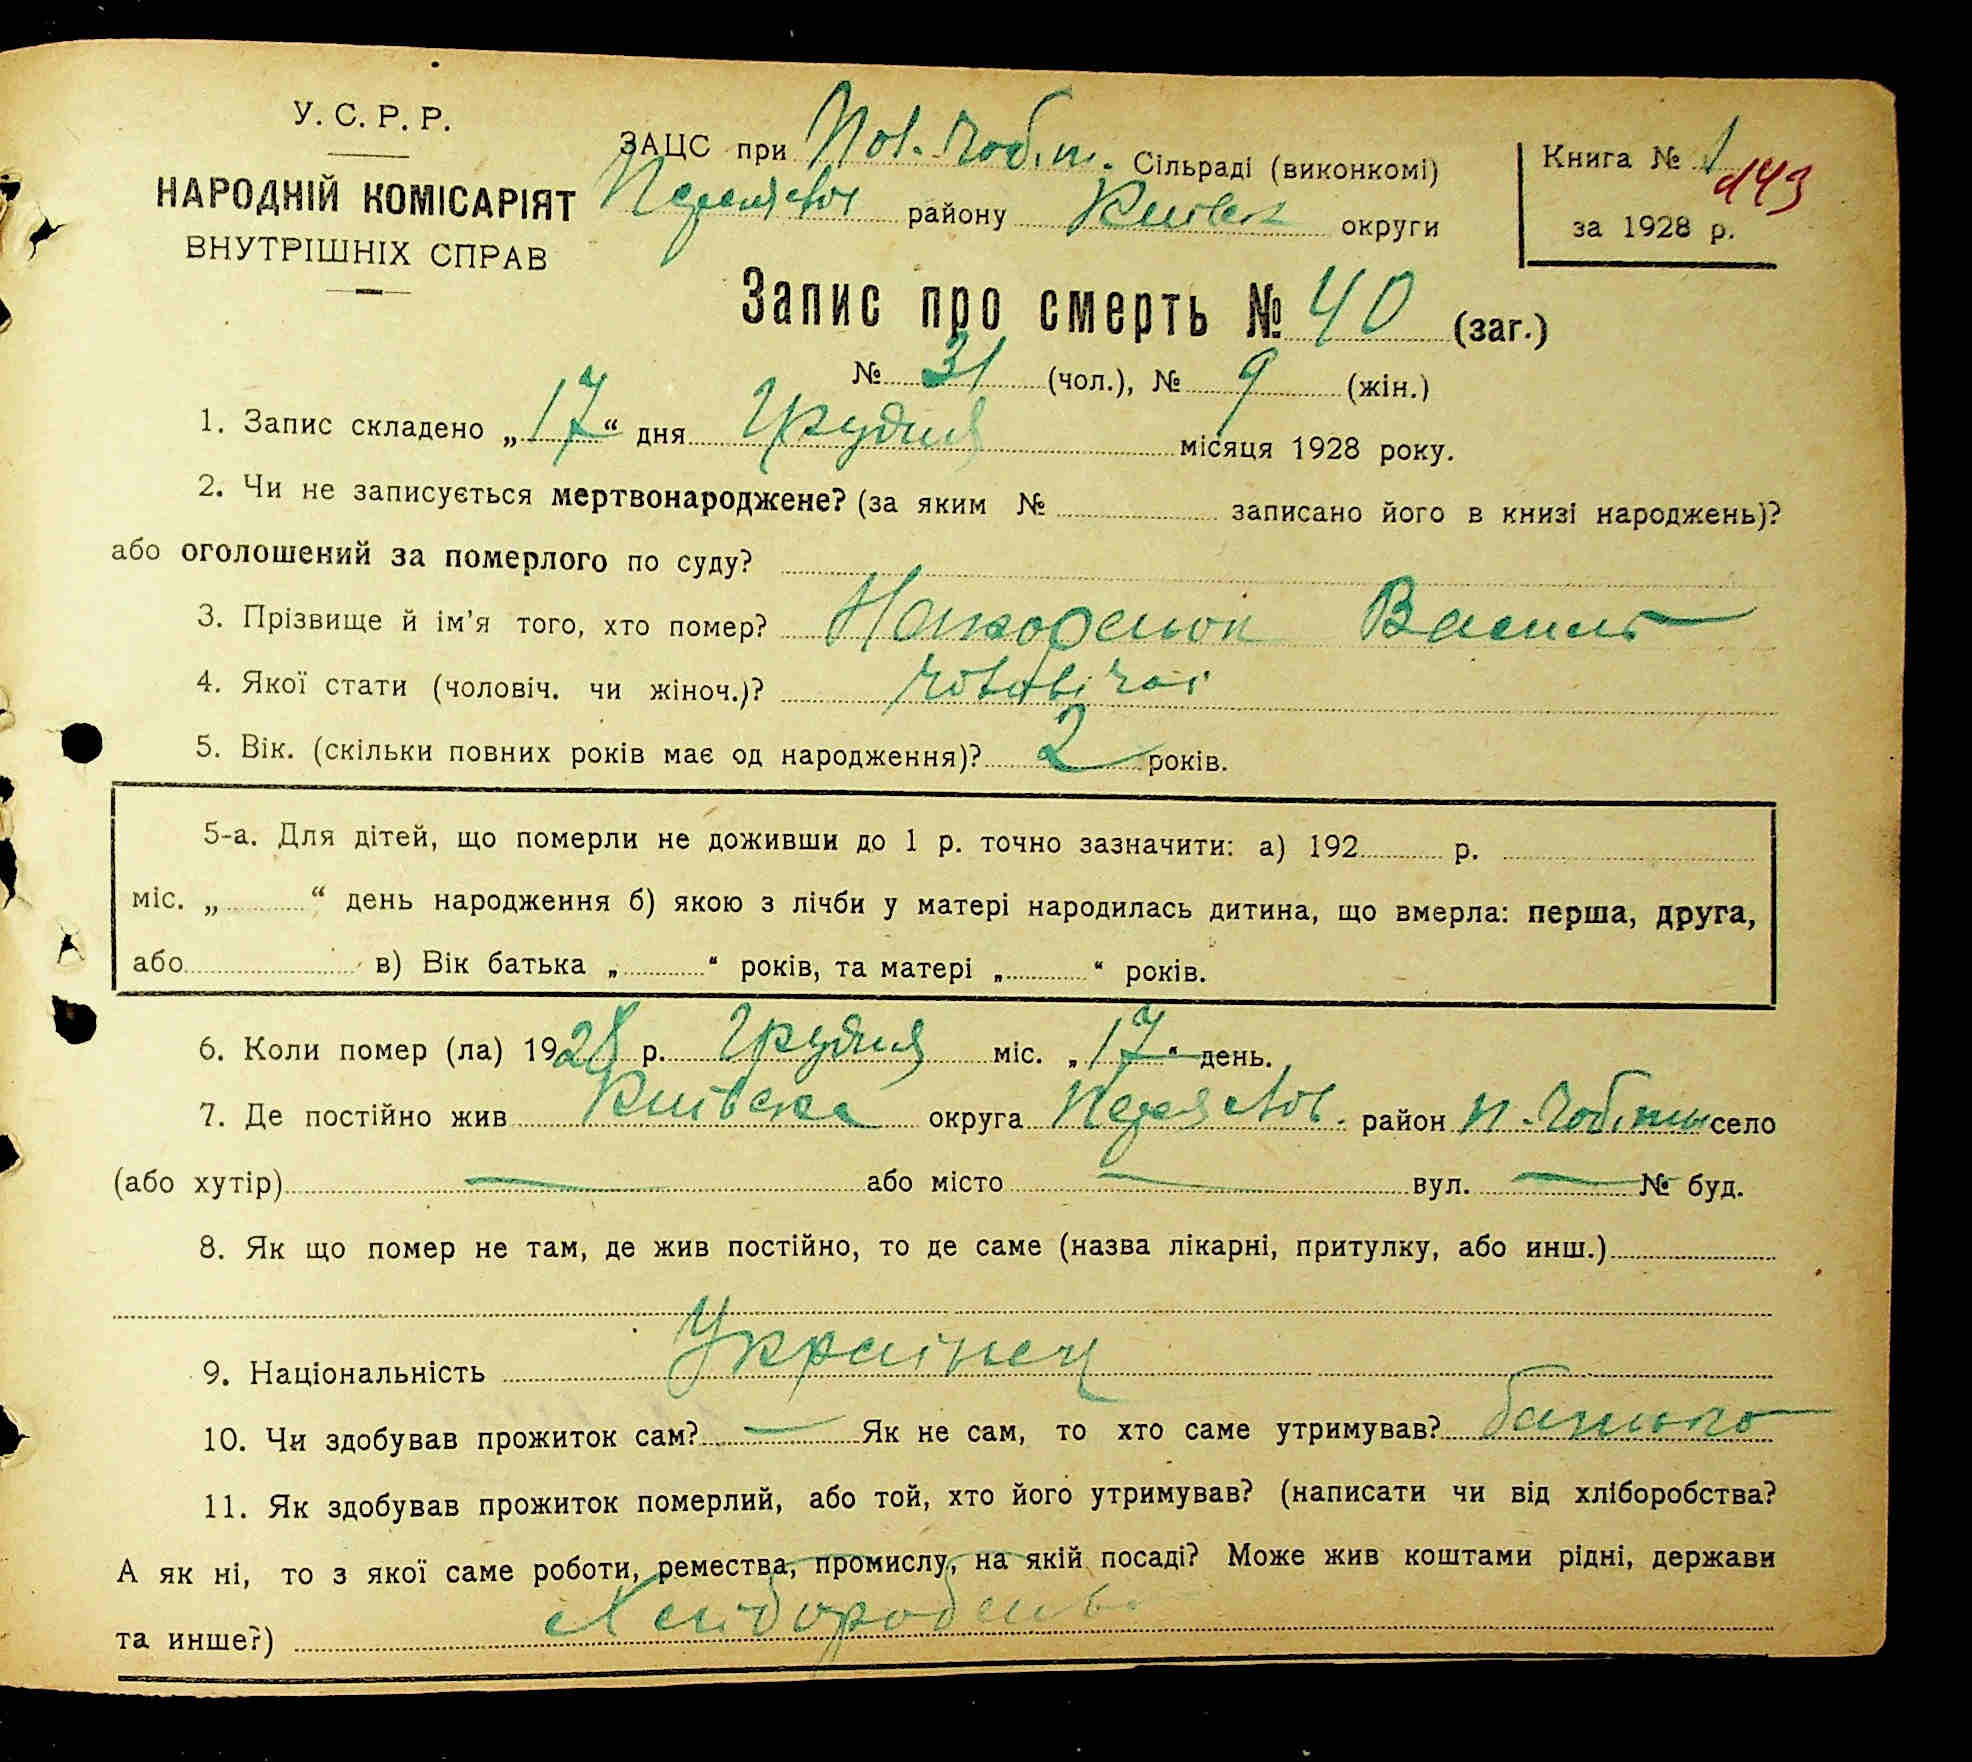 У. С. Р. Р.
НАРОДНІЙ КОМІСАРІЯТ
ВНУТРІШНІХ СПРАВ
ЗАЦС при Пол. Чобіт. Сільраді (виконкомі)
Переяслов району Київськ округи
Книга № 1
143
за 1928 р.
Запис про смерть № 40 (заг.)
№ 31 (чол.), № 9 (жін.)
1. Запис складено „17“ дня Грудня місяця 1928 року.
2. Чи не записується мертвонароджене? (за яким № записано його в книзі народжень)?
або оголошений за померлого по суду?
3. Прізвище й ім'я того, хто помер? Василь
4. Якої стати (чоловіч. чи жіноч.)? чоловічої
5. Вік. (скільки повних років має од народження)? 2 років.
5-а. Для дітей, що померли не доживши до 1 р. точно зазначити: а) 192 р.
міс. „ “ день народження б) якою з лічби у матері народилась дитина, що вмерла: перша, друга,
або в) Вік батька „ “ років, та матері „ “ років.
6. Коли помер (ла) 1928 р. Грудня міс. „17“ день.
7. Де постійно жив Київська округа Переяслов. район П. Чобітьки село
(або хутір) — або місто — вул. — № буд.
8. Як що помер не там, де жив постійно, то де саме (назва лікарні, притулку, або инш.)
9. Національність Українец
10. Чи здобував прожиток сам? — Як не сам, то хто саме утримував? батько
11. Як здобував прожиток померлий, або той, хто його утримував? (написати чи від хліборобства?
А як ні, то з якої саме роботи, ремества, промислу, на якій посаді? Може жив коштами рідні, держави
та инше?) Хліборобство